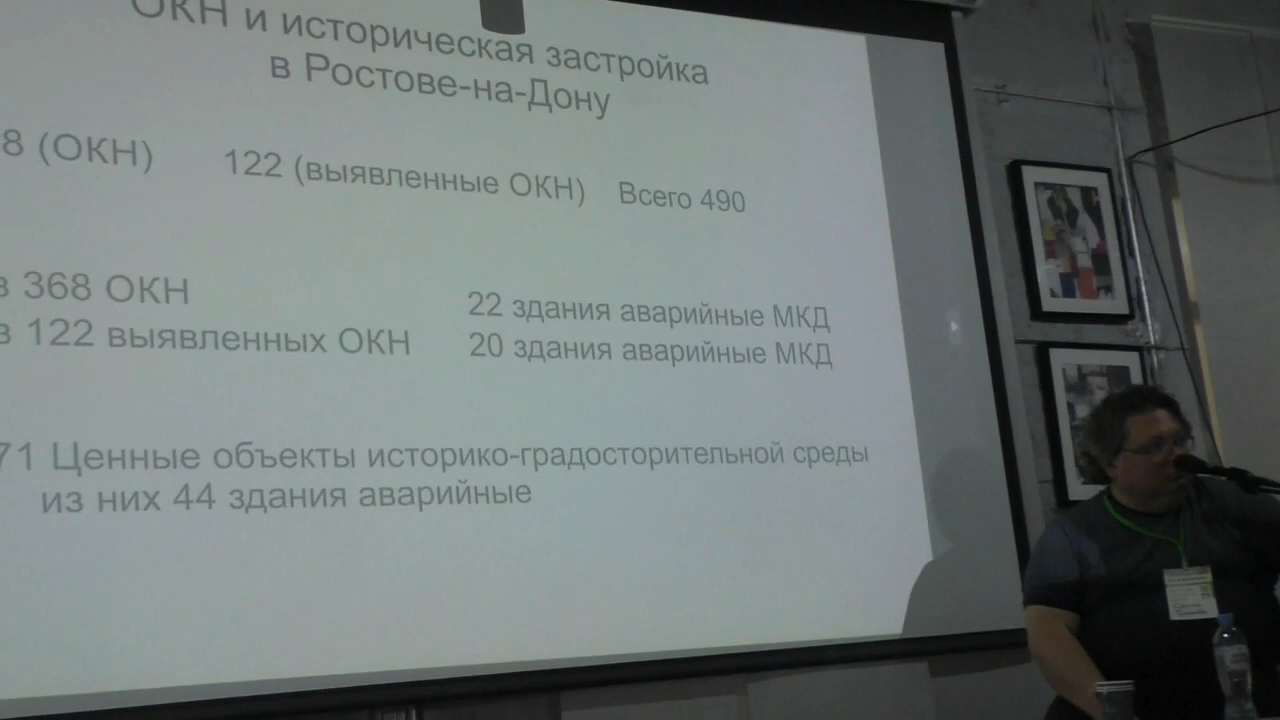 ОКН и историческая застройка
в Ростове-на-Дону
8 (ОКН) 122 (выявленные ОКН) Всего 490
з 368 ОКН 22 здания аварийные МКД
з 122 выявленных ОКН 20 здания аварийные МКД
71 Ценные объекты историко-градосторительной среды
из них 44 здания аварийные